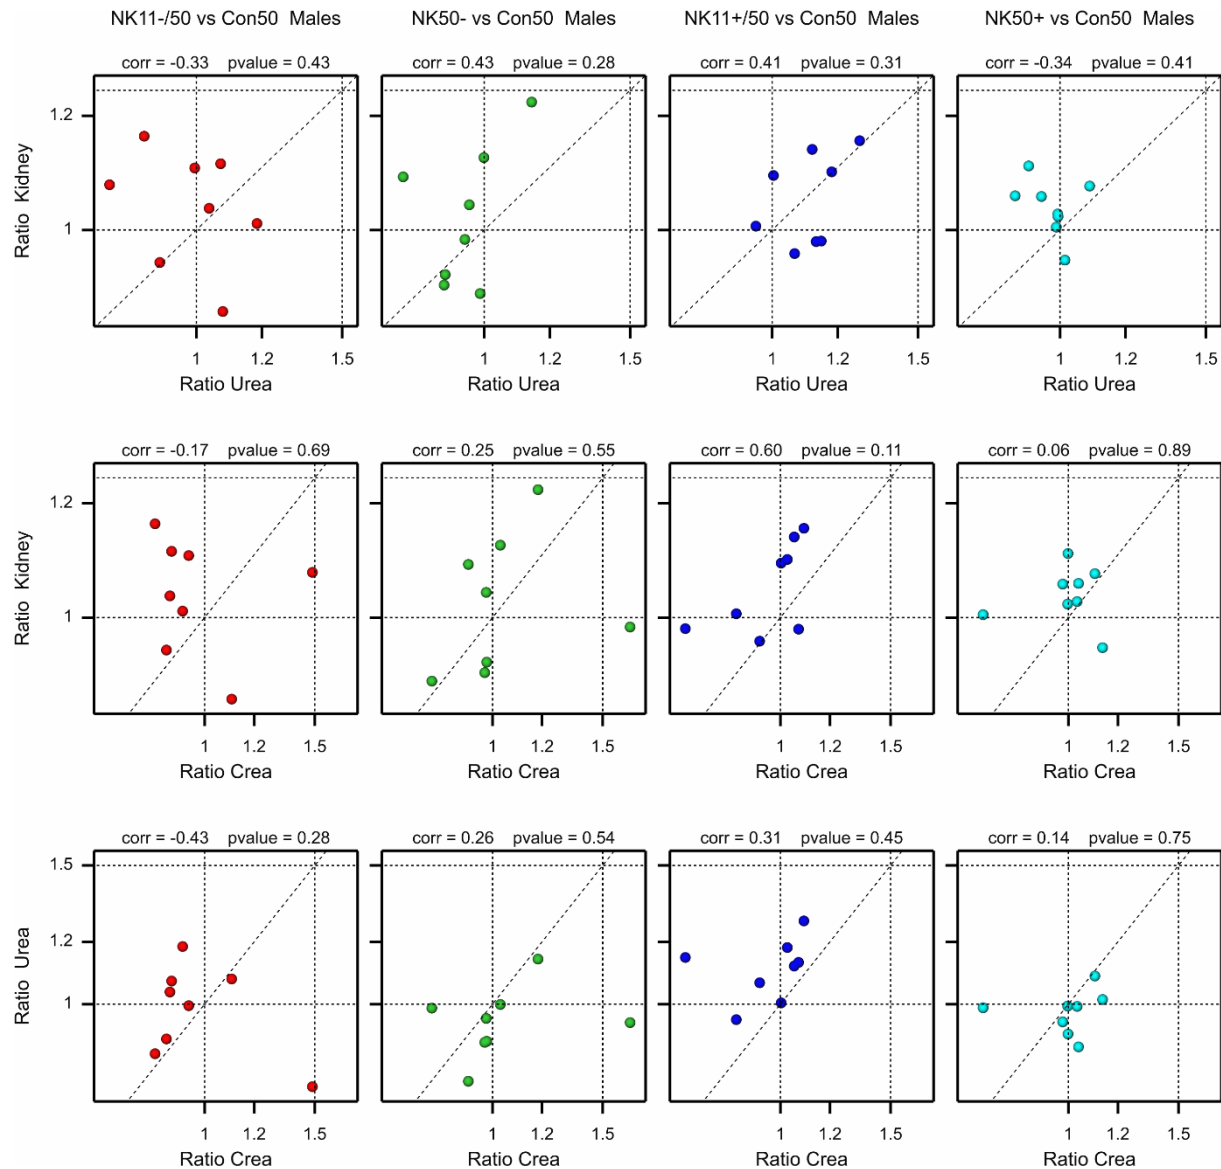 NK11-/50 vs Con50 Males NK50- vs Con50 Males NK11+/50 vs Con50 Males NK50+ vs Con50 Males
corr = -0.33 pvalue = 0.43 corr = 0.43 pvalue = 0.28 corr = 0.41 pvalue = 0.31 corr = -0.34 pvalue = 0.41
1.2
Ratio Kidney
1
1 1.2 1.5 1 1.2 1.5 1 1.2 1.5 1 1.2 1.5
Ratio Urea Ratio Urea Ratio Urea Ratio Urea
corr = -0.17 pvalue = 0.69 corr = 0.25 pvalue = 0.55 corr = 0.60 pvalue = 0.11 corr = 0.06 pvalue = 0.89
1.2
Ratio Kidney
1
1 1.2 1.5 1 1.2 1.5 1 1.2 1.5 1 1.2 1.5
Ratio Crea Ratio Crea Ratio Crea Ratio Crea
corr = -0.43 pvalue = 0.28 corr = 0.26 pvalue = 0.54 corr = 0.31 pvalue = 0.45 corr = 0.14 pvalue = 0.75
1.5
1.2
Ratio Urea
1
1 1.2 1.5 1 1.2 1.5 1 1.2 1.5 1 1.2 1.5
Ratio Crea Ratio Crea Ratio Crea Ratio Crea